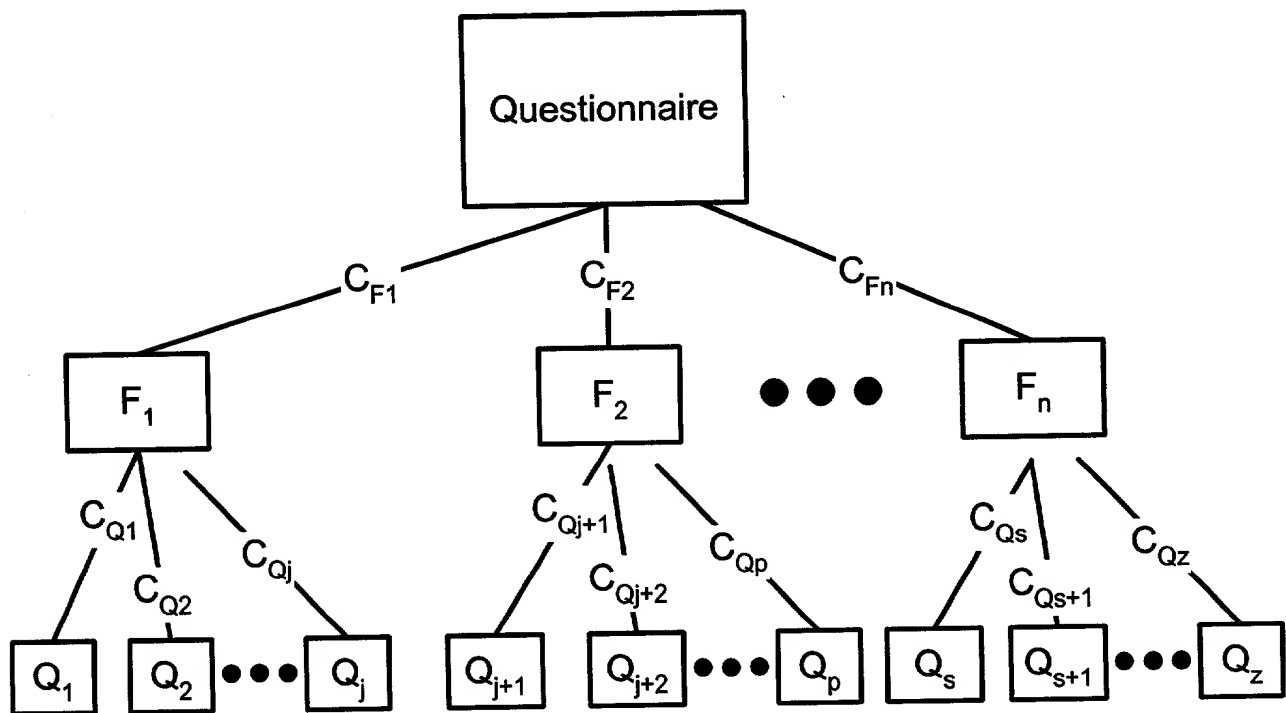 Questionnaire
C_F1 C_F2 C_Fn
F_1 F_2 F_n
C_Q1 C_Q2 C_Qj C_Qj+1 C_Qj+2 C_Qp C_Qs C_Qs+1 C_Qz
Q_1 Q_2 Q_j Q_j+1 Q_j+2 Q_p Q_s Q_s+1 Q_z